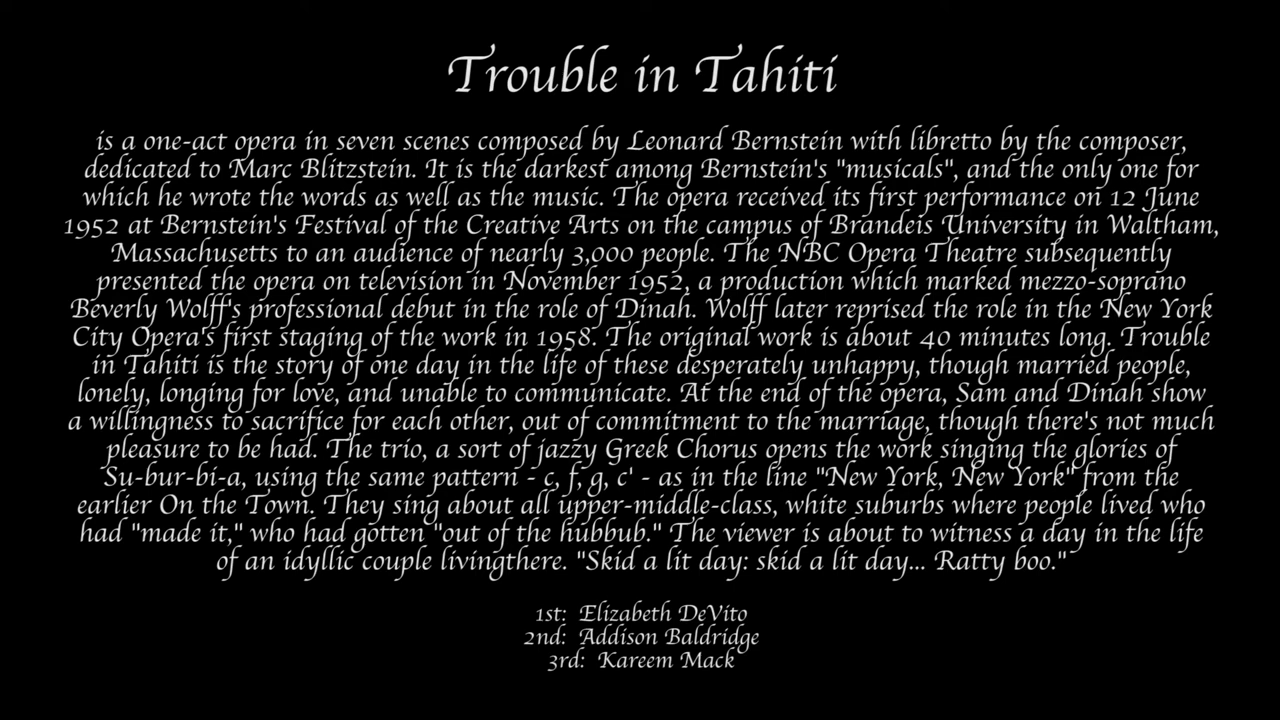 Trouble in Tahiti
is a one-act opera in seven scenes composed by Leonard Bernstein with libretto by the composer,
dedicated to Marc Blitzstein. It is the darkest among Bernstein's "musicals", and the only one for
which he wrote the words as well as the music. The opera received its first performance on 12 June
1952 at Bernstein's Festival of the Creative Arts on the campus of Brandeis University in Waltham,
Massachusetts to an audience of nearly 3,000 people. The NBC Opera Theatre subsequently
presented the opera on television in November 1952, a production which marked mezzo-soprano
Beverly Wolff's professional debut in the role of Dinah. Wolff later reprised the role in the New York
City Opera's first staging of the work in 1958. The original work is about 40 minutes long. Trouble
in Tahiti is the story of one day in the life of these desperately unhappy, though married people,
lonely, longing for love, and unable to communicate. At the end of the opera, Sam and Dinah show
a willingness to sacrifice for each other, out of commitment to the marriage, though there's not much
pleasure to be had. The trio, a sort of jazzy Greek Chorus opens the work singing the glories of
Su-bur-bi-a, using the same pattern - c, f, g, c' - as in the line "New York, New York" from the
earlier On the Town. They sing about all upper-middle-class, white suburbs where people lived who
had "made it," who had gotten "out of the hubbub." The viewer is about to witness a day in the life
of an idyllic couple livingthere. "Skid a lit day: skid a lit day... Ratty boo."
1st: Elizabeth DeVito
2nd: Addison Baldridge
3rd: Kareem Mack